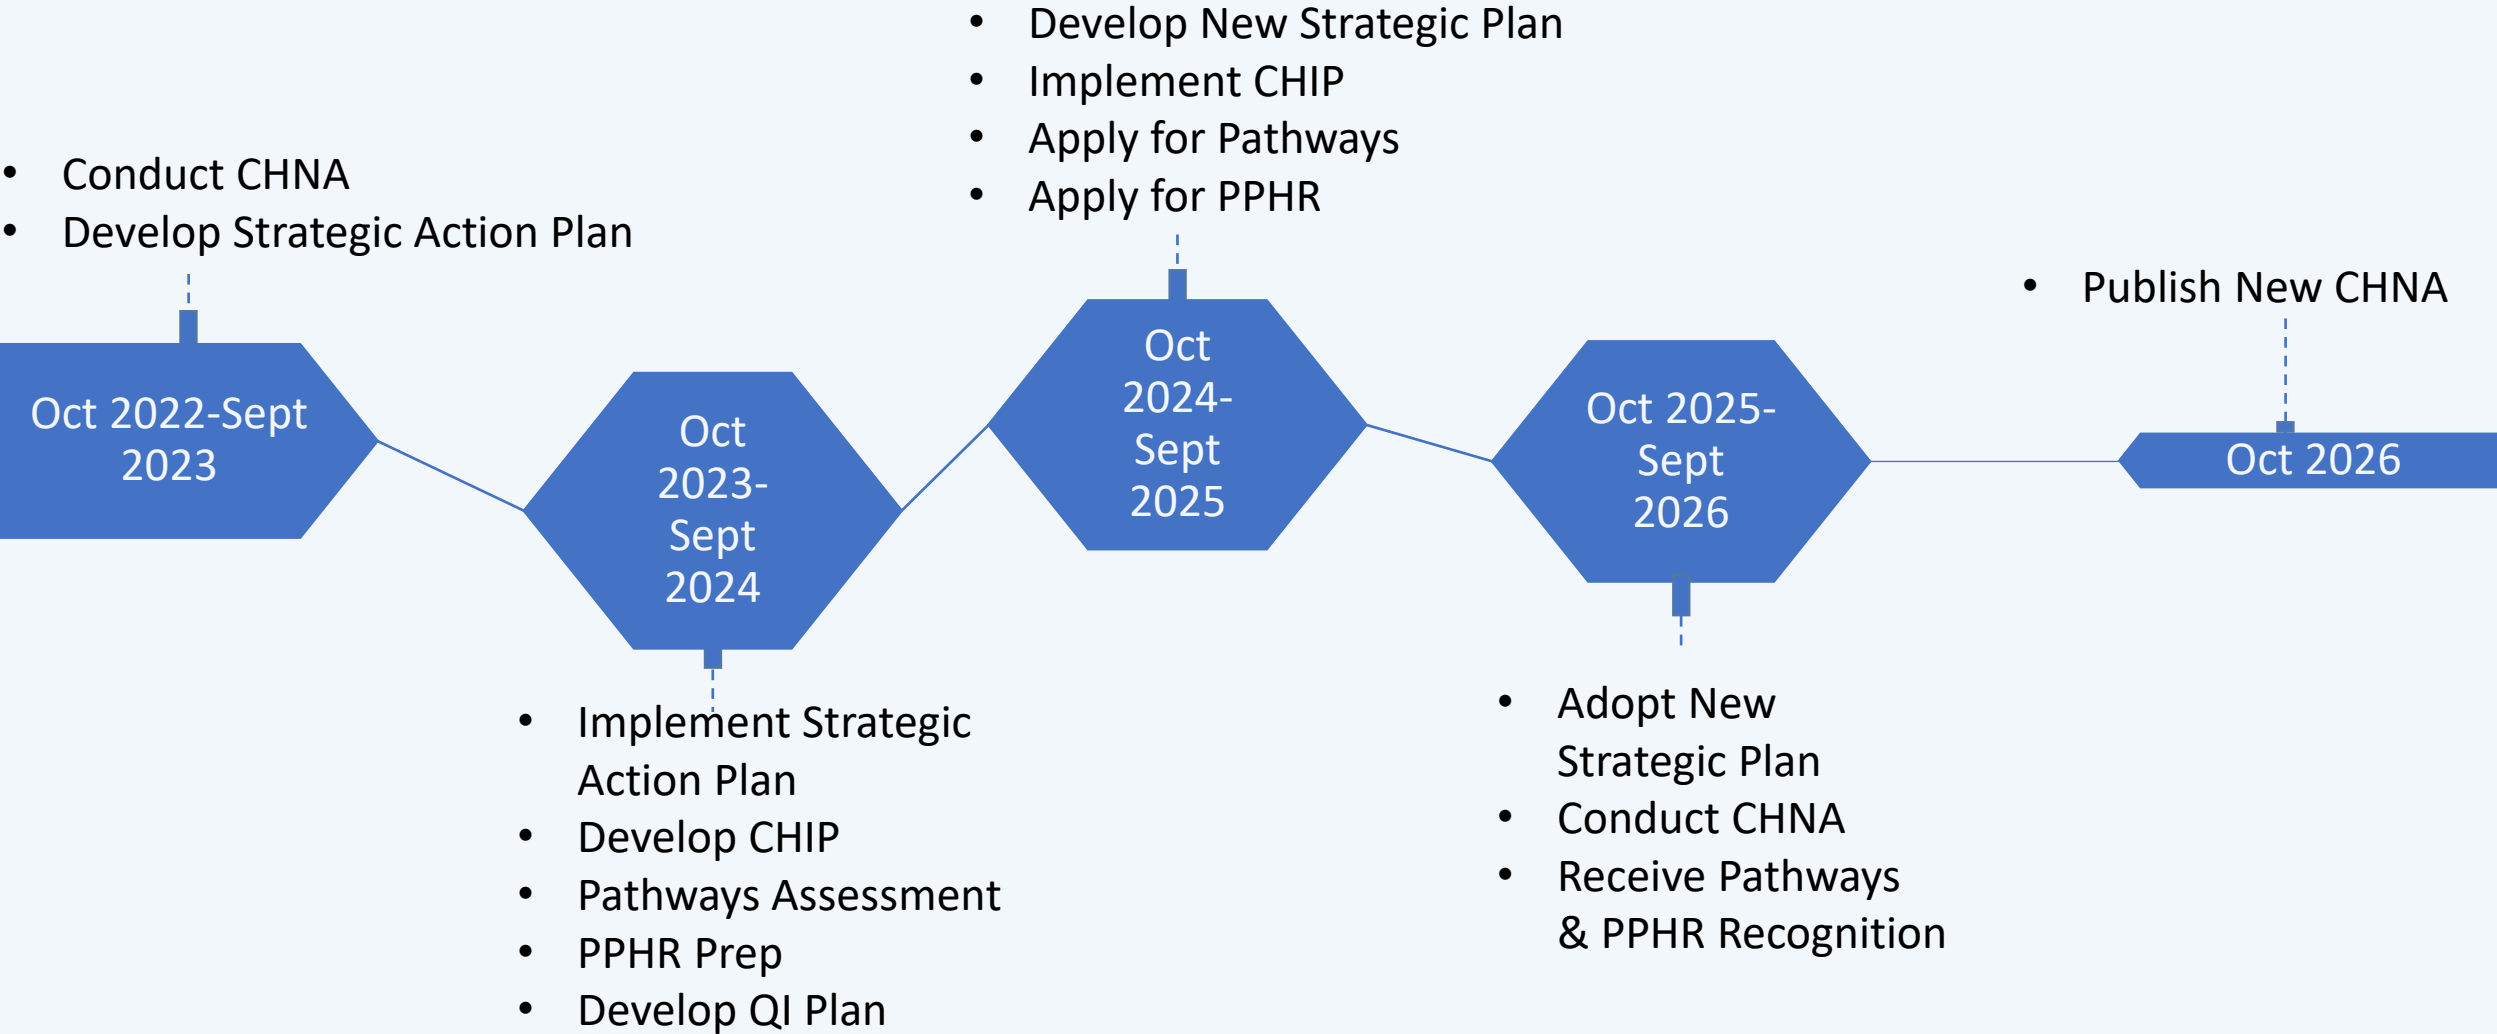 • Conduct CHNA
• Develop Strategic Action Plan
Oct 2022-Sept
2023
Oct
2023-
Sept
2024
• Implement Strategic
Action Plan
• Develop CHIP
• Pathways Assessment
• PPHR Prep
• Develop QI Plan
• Develop New Strategic Plan
• Implement CHIP
• Apply for Pathways
• Apply for PPHR
Oct
2024-
Sept
2025
Oct 2025-
Sept
2026
• Adopt New
Strategic Plan
• Conduct CHNA
• Receive Pathways
& PPHR Recognition
• Publish New CHNA
Oct 2026